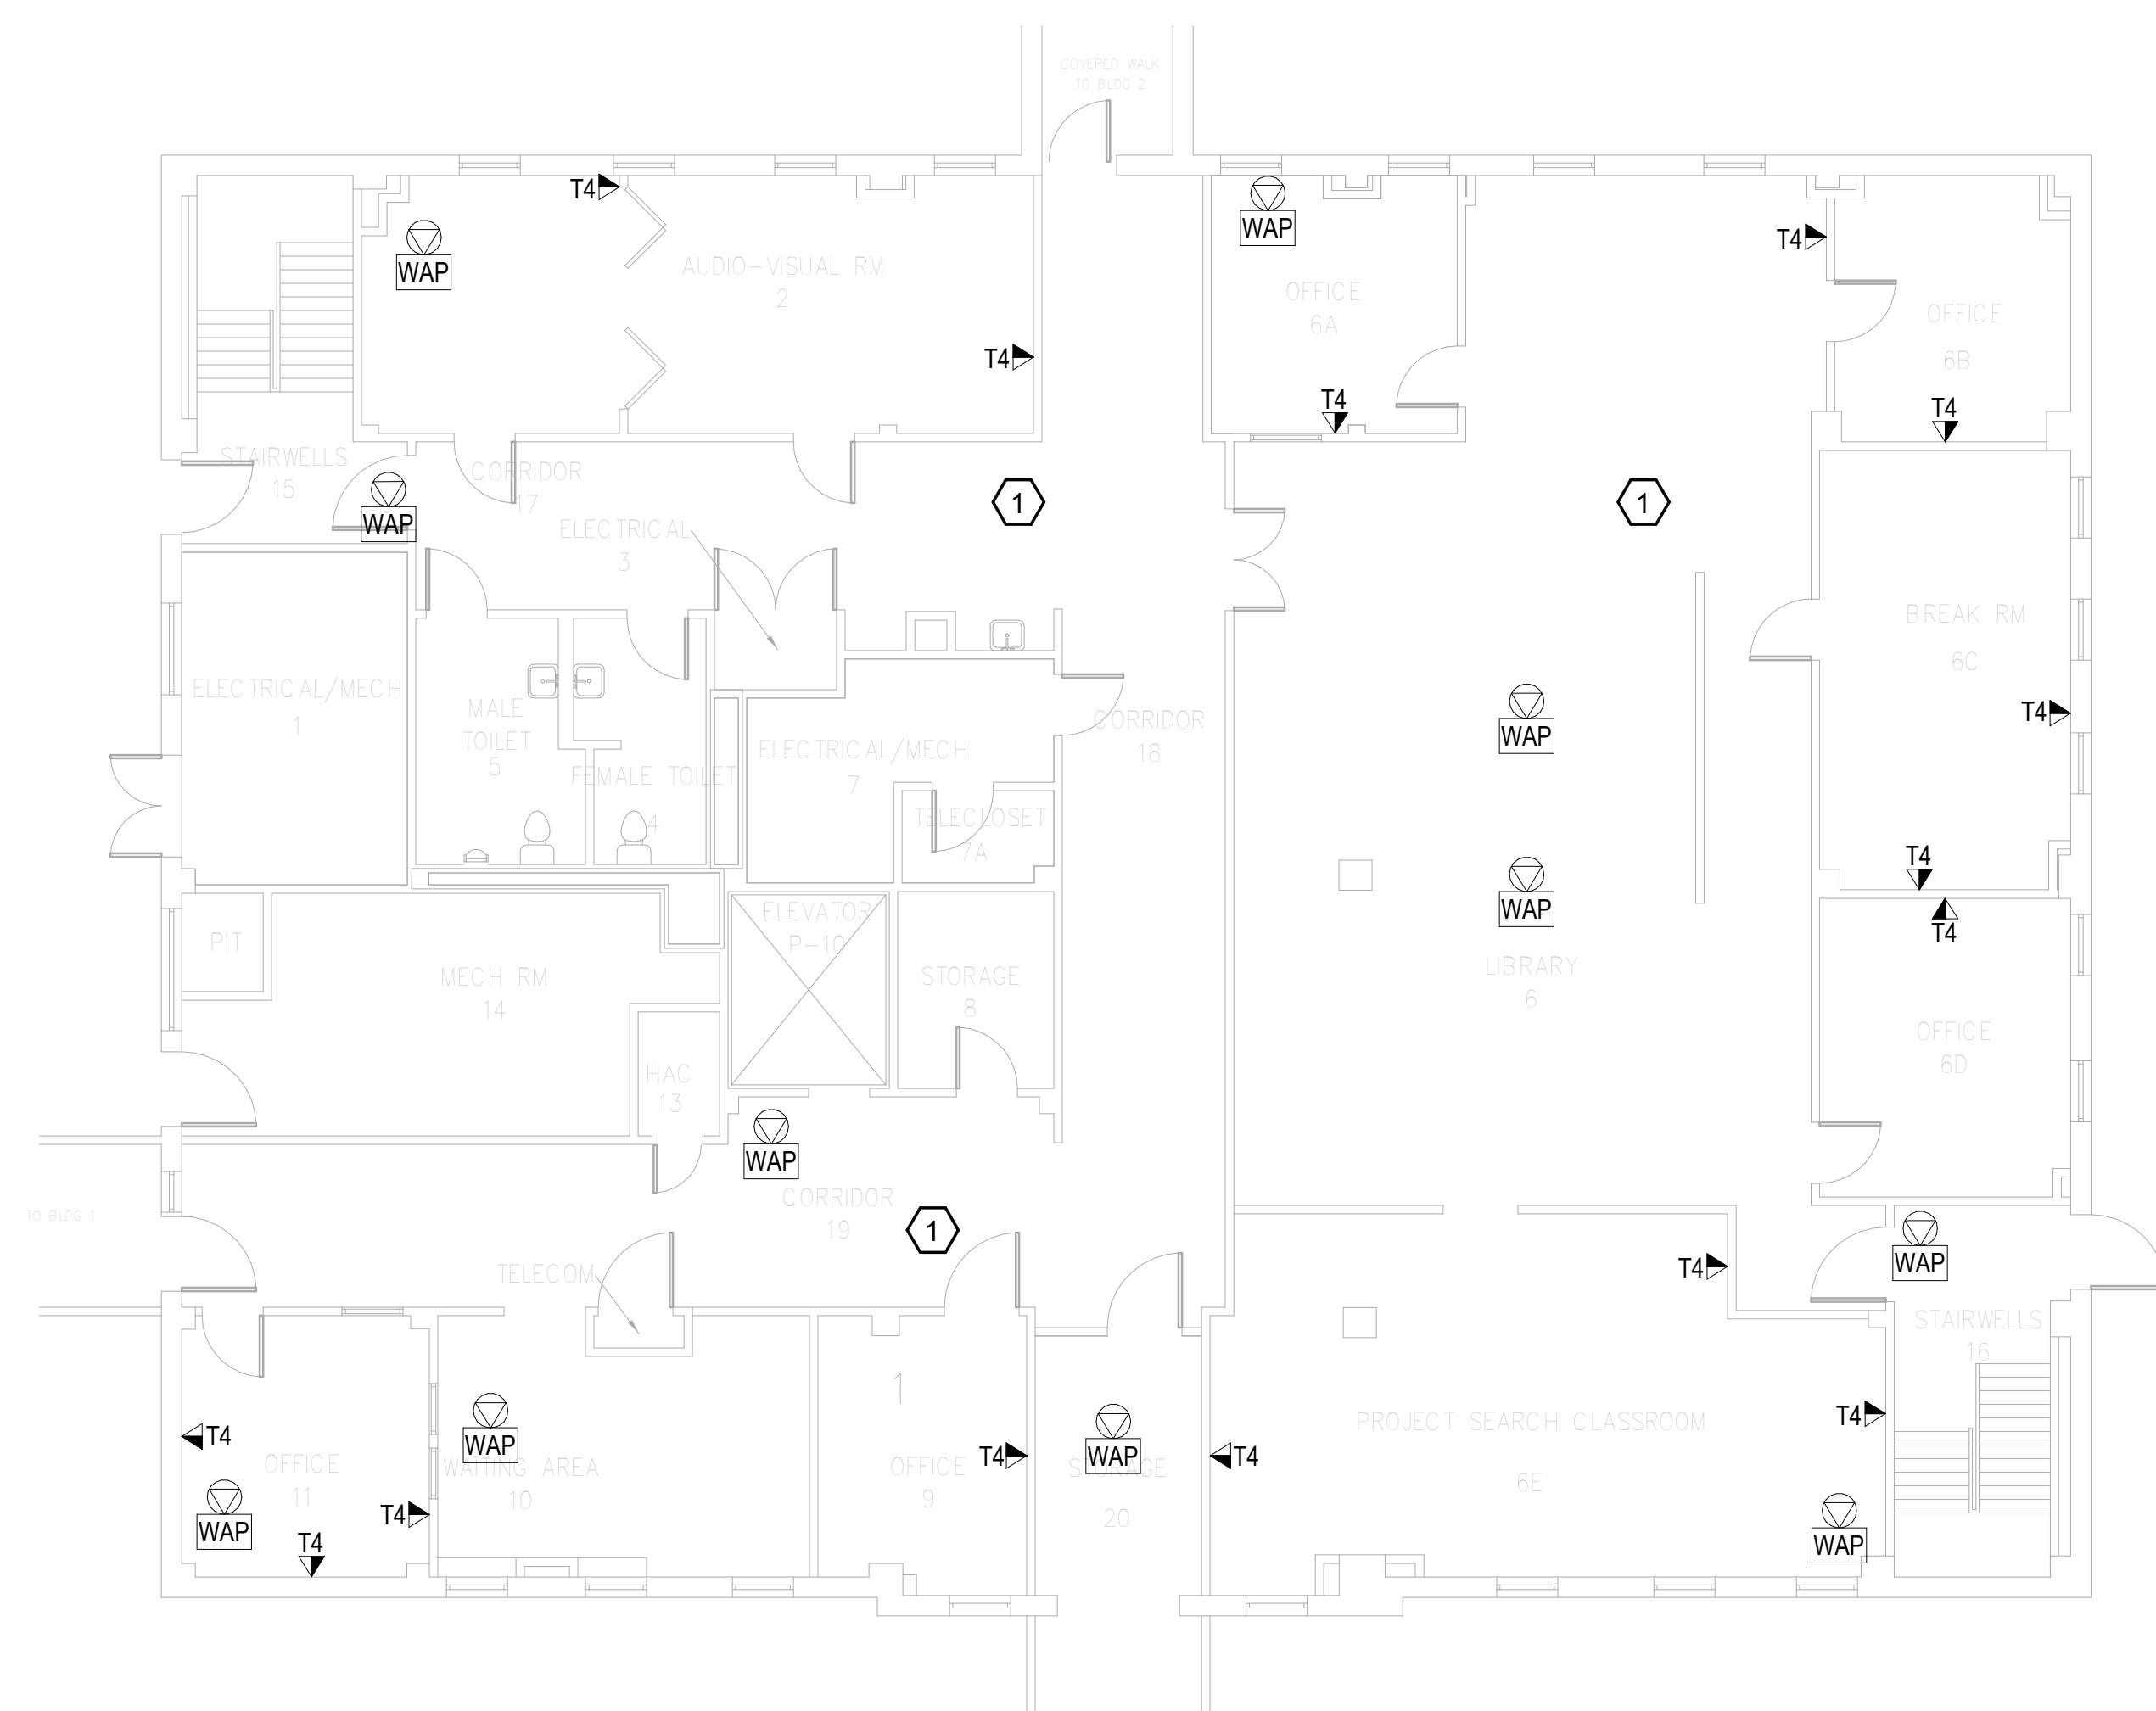 COVERED WALK
TO BLDG 2
T4
WAP
WAP
T4
AUDIO-VISUAL RM
2
OFFICE
6A
OFFICE
6B
T4
T4
T4
STAIRWELLS
15
CORRIDOR
17
WAP
ELECTRICAL
3
1
1
BREAK RM
6C
ELECTRICAL/MECH
1
MALE
TOILET
5
FEMALE TOILET
4
ELECTRICAL/MECH
7
CORRIDOR
18
WAP
T4
TELECLOSET
7A
T4
WAP
ELEVATOR
P-10
T4
PIT
MECH RM
14
STORAGE
8
LIBRARY
6
OFFICE
6D
HAC
13
WAP
CORRIDOR
19
1
TO BLDG 1
TELECOM
T4
WAP
STAIRWELLS
16
1
T4
OFFICE
11
WAP
WAITING AREA
10
T4
WAP
T4
T4
OFFICE
9
T4
WAP
STORAGE
20
T4
PROJECT SEARCH CLASSROOM
6E
T4
WAP